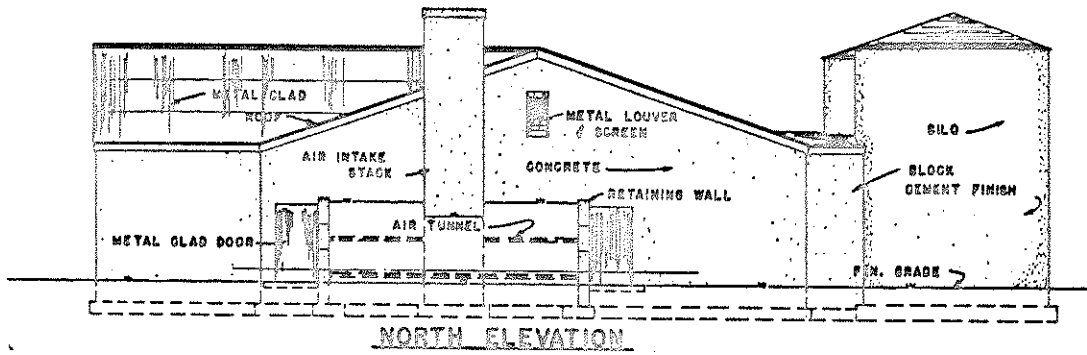 METAL CLAD
ROOF
METAL LOUVER
& SCREEN
SILO
AIR INTAKE
STACK
CONCRETE
BLOCK
CEMENT FINISH
RETAINING WALL
AIR TUNNEL
METAL CLAD DOOR
FIN. GRADE
NORTH ELEVATION